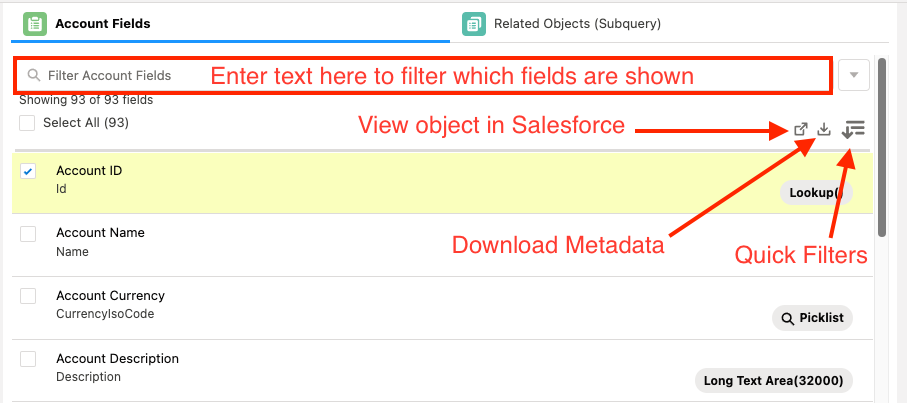 Account Fields
Related Objects (Subquery)
Filter Account Fields
Enter text here to filter which fields are shown
Showing 93 of 93 fields
Select All (93)
View object in Salesforce
Account ID
Id
Lookup()
Download Metadata
Quick Filters
Account Name
Name
Account Currency
CurrencyIsoCode
Picklist
Account Description
Description
Long Text Area(32000)